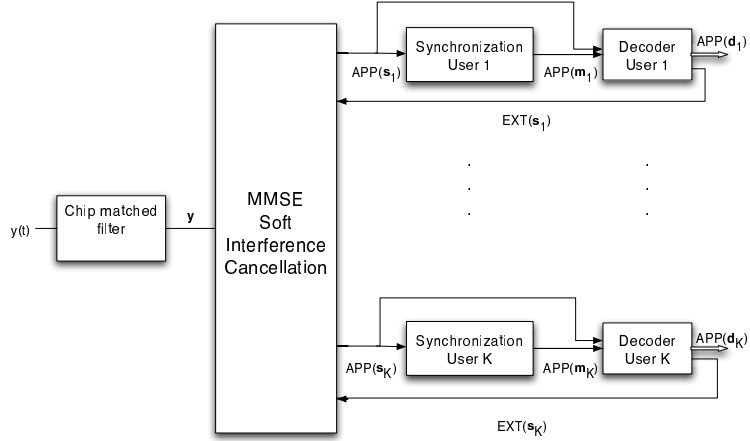 APP(d1)
Synchronization
User 1
Decoder
User 1
APP(s1)
APP(m1)
EXT(s1)
y(t)
Chip matched
filter
y
MMSE
Soft
Interference
Cancellation
APP(dK)
Synchronization
User K
Decoder
User K
APP(sK)
APP(mK)
EXT(sK)